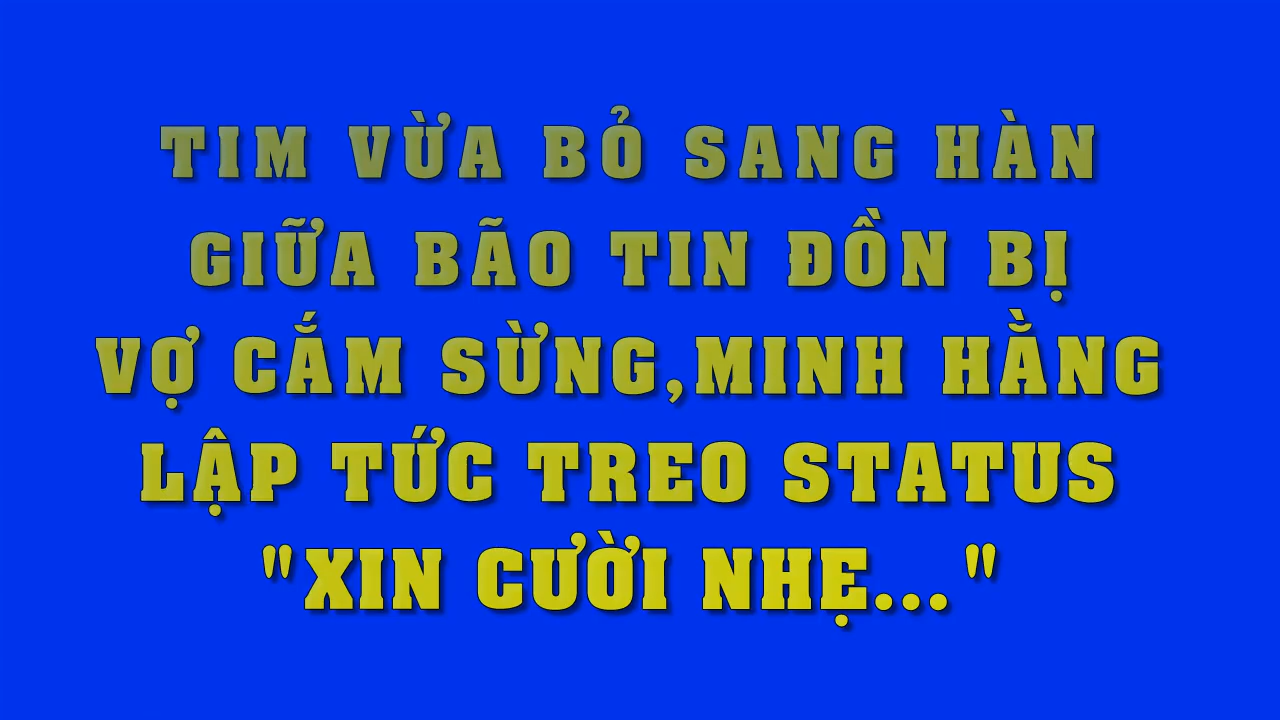 TIM VỪA BỎ SANG HÀN
GIỮA BÃO TIN ĐỒN BỊ
VỢ CẮM SỪNG,MINH HẰNG
LẬP TỨC TREO STATUS
"XIN CƯỜI NHẸ..."